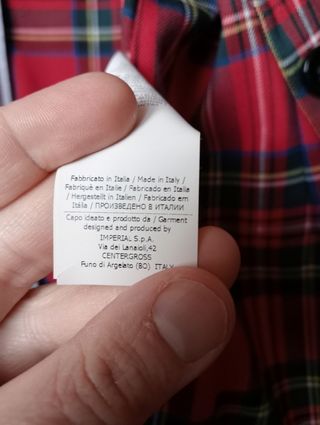 Fabbricato in Italia / Made in Italy /
Fabriqué en Italie / Fabricado en Italia
/ Hergestellt in Italien / Fabricado em
Itália / ПРОИЗВЕДЕНО В ИТАЛИИ
Capo ideato e prodotto da / Garment
designed and produced by
IMPERIAL S.p.A.
Via dei Lanaioli,42
CENTERGROSS
Funo di Argelato (BO) ITALY